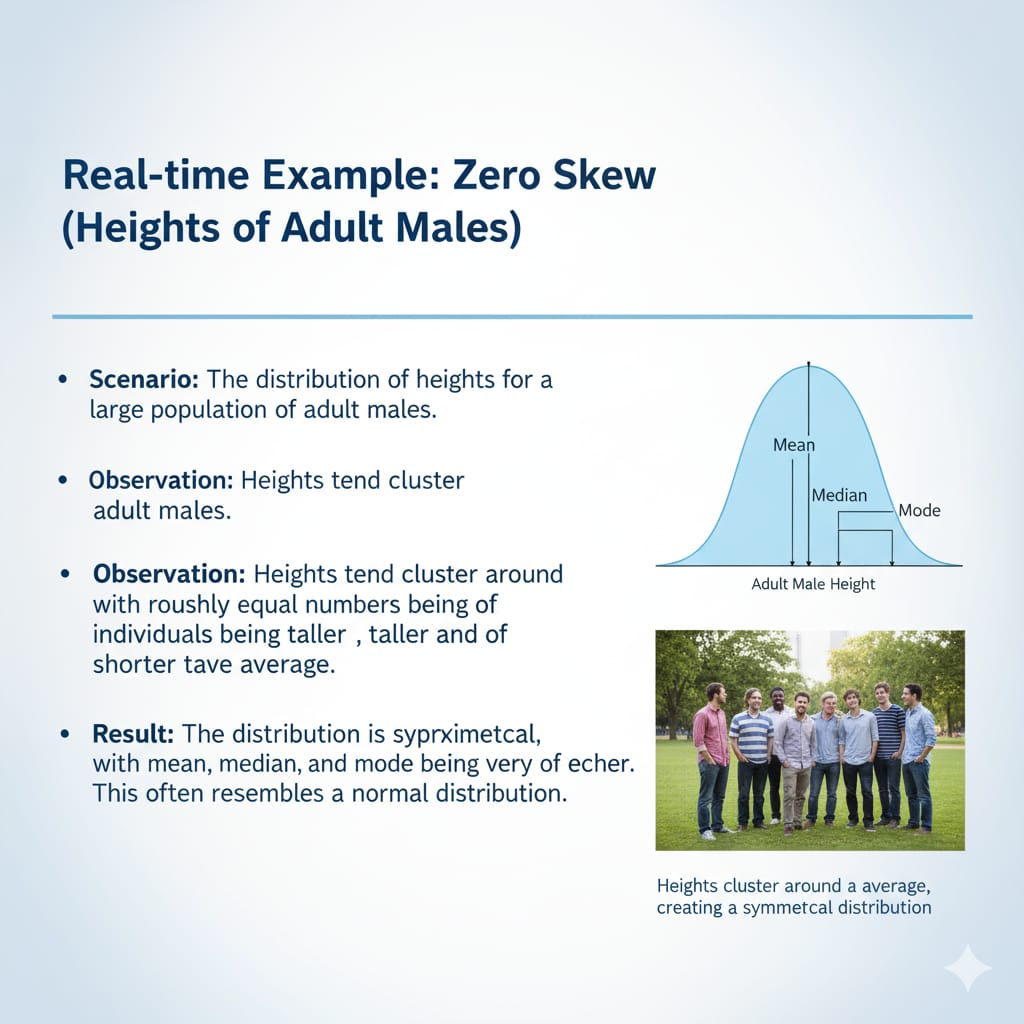 Real-time Example: Zero Skew
(Heights of Adult Males)
• Scenario: The distribution of heights for a
large population of adult males.
• Observation: Heights tend cluster
adult males.
• Observation: Heights tend cluster around
with roushly equal numbers being of
individuals being taller , taller and of
shorter tave average.
• Result: The distribution is syprximetcal,
with mean, median, and mode being very of echer.
This often resembles a normal distribution.
Mean
Median
Mode
Adult Male Height
Heights cluster around a average,
creating a symmetcal distribution